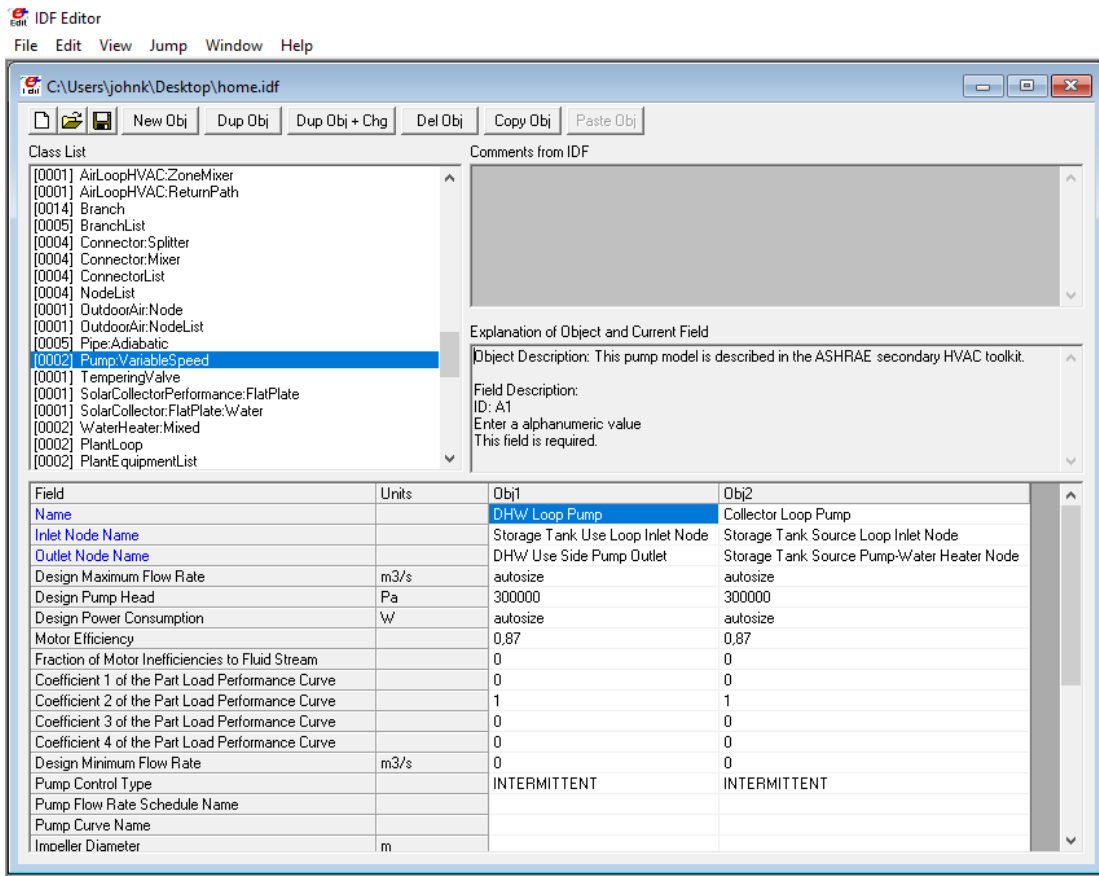 IDF Editor
File Edit View Jump Window Help
C:\Users\johnk\Desktop\home.idf
New Obj Dup Obj Dup Obj + Chg Del Obj Copy Obj Paste Obj
Class List
[0001] AirLoopHVAC:ZoneMixer
[0001] AirLoopHVAC:ReturnPath
[0014] Branch
[0005] BranchList
[0004] Connector:Splitter
[0004] Connector:Mixer
[0004] ConnectorList
[0004] NodeList
[0001] OutdoorAir:Node
[0001] OutdoorAir:NodeList
[0005] Pipe:Adiabatic
[0002] Pump:VariableSpeed
[0001] TemperingValve
[0001] SolarCollectorPerformance:FlatPlate
[0001] SolarCollector:FlatPlate:Water
[0002] WaterHeater:Mixed
[0002] PlantLoop
[0002] PlantEquipmentList
Comments from IDF
Explanation of Object and Current Field
Object Description: This pump model is described in the ASHRAE secondary HVAC toolkit.
Field Description:
ID: A1
Enter a alphanumeric value
This field is required.
Field Units Obj1 Obj2
Name DHW Loop Pump Collector Loop Pump
Inlet Node Name Storage Tank Use Loop Inlet Node Storage Tank Source Loop Inlet Node
Outlet Node Name DHW Use Side Pump Outlet Storage Tank Source Pump-Water Heater Node
Design Maximum Flow Rate m3/s autosize autosize
Design Pump Head Pa 300000 300000
Design Power Consumption W autosize autosize
Motor Efficiency 0,87 0,87
Fraction of Motor Inefficiencies to Fluid Stream 0 0
Coefficient 1 of the Part Load Performance Curve 0 0
Coefficient 2 of the Part Load Performance Curve 1 1
Coefficient 3 of the Part Load Performance Curve 0 0
Coefficient 4 of the Part Load Performance Curve 0 0
Design Minimum Flow Rate m3/s 0 0
Pump Control Type INTERMITTENT INTERMITTENT
Pump Flow Rate Schedule Name
Pump Curve Name
Impeller Diameter m